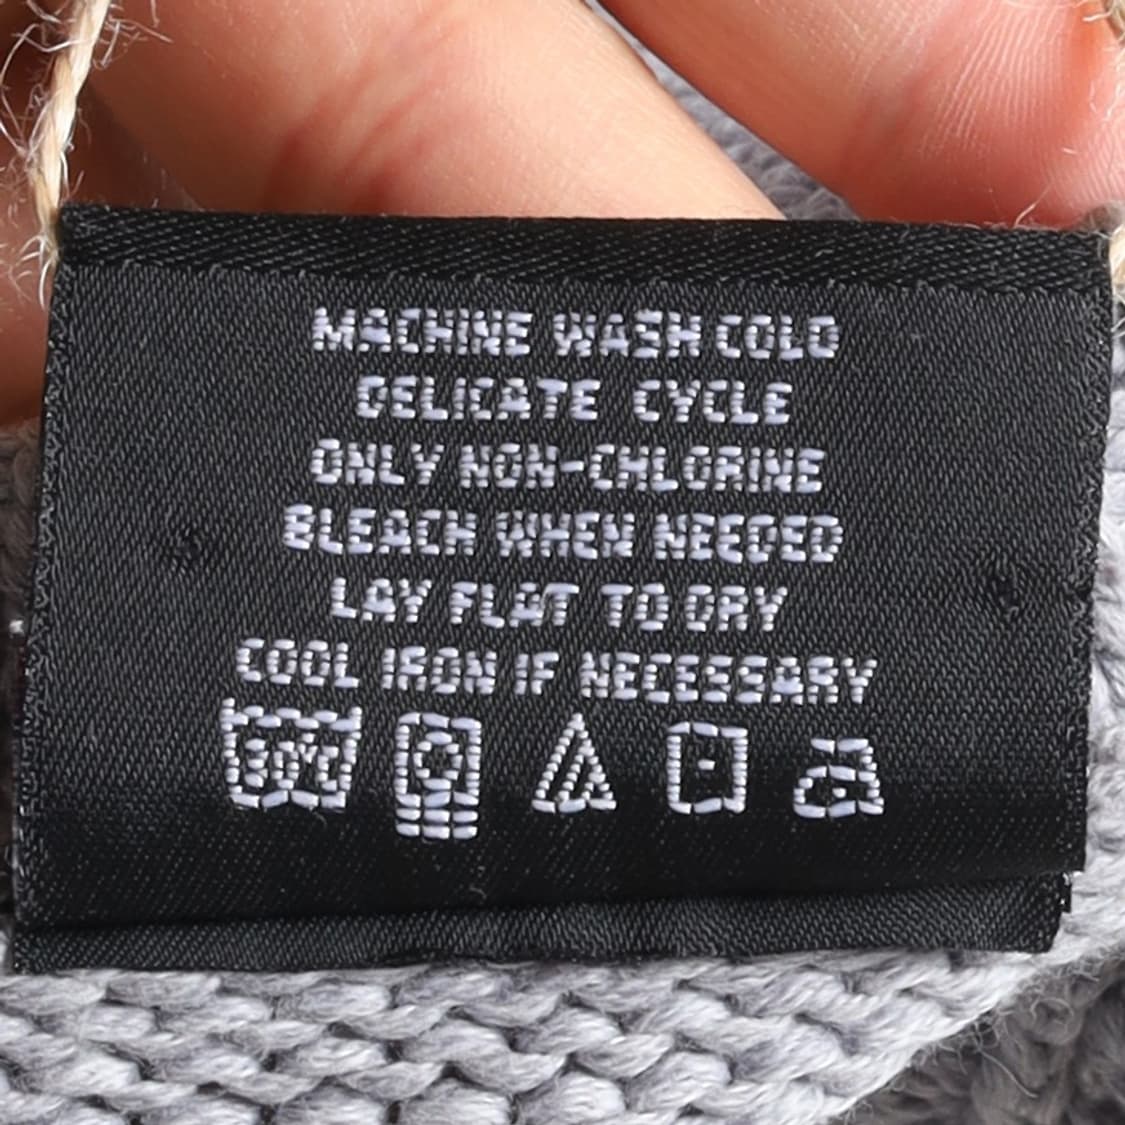 MACHINE WASH COLD
DELICATE CYCLE
ONLY NON-CHLORINE
BLEACH WHEN NEEDED
LAY FLAT TO DRY
COOL IRON IF NECESSARY
30°C